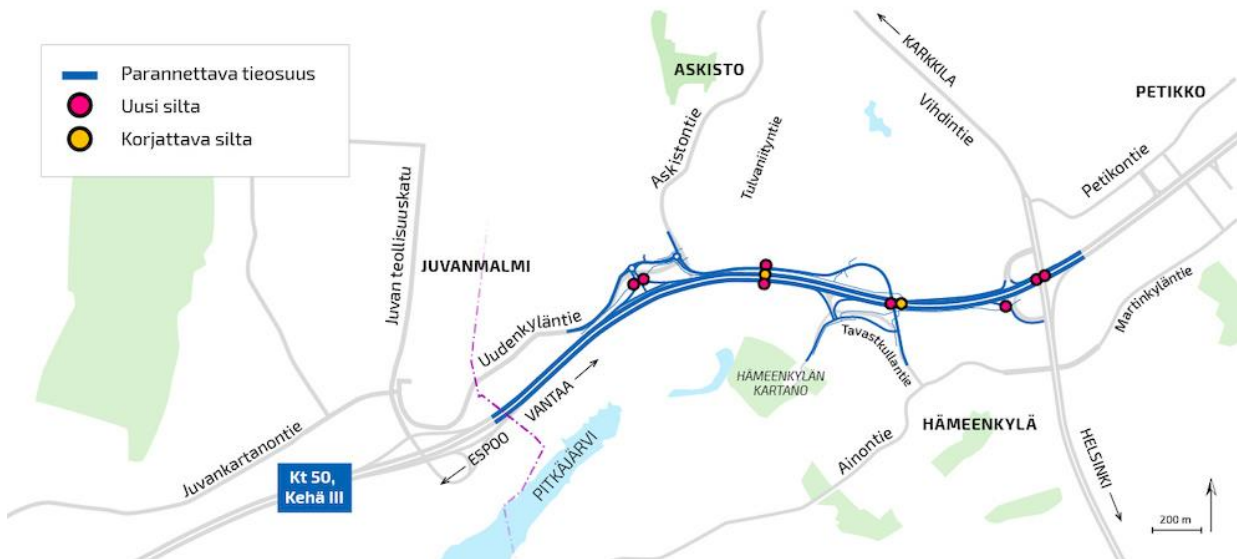 Parannettava tieosuus
Uusi silta
Korjattava silta
ASKISTO
KARKKILA
Vihdintie
PETIKKO
Petikontie
Askistontie
Tulvaniityntie
Juvan teollisuuskatu
JUVANMALMI
Uudenkyläntie
Martinkyläntie
Tavastkullantie
HÄMEENKYLÄN
KARTANO
VANTAA
ESPOO
PITKÄJÄRVI
HÄMEENKYLÄ
Ainontie
HELSINKI
Juvankartanontie
Kt 50,
Kehä III
200 m